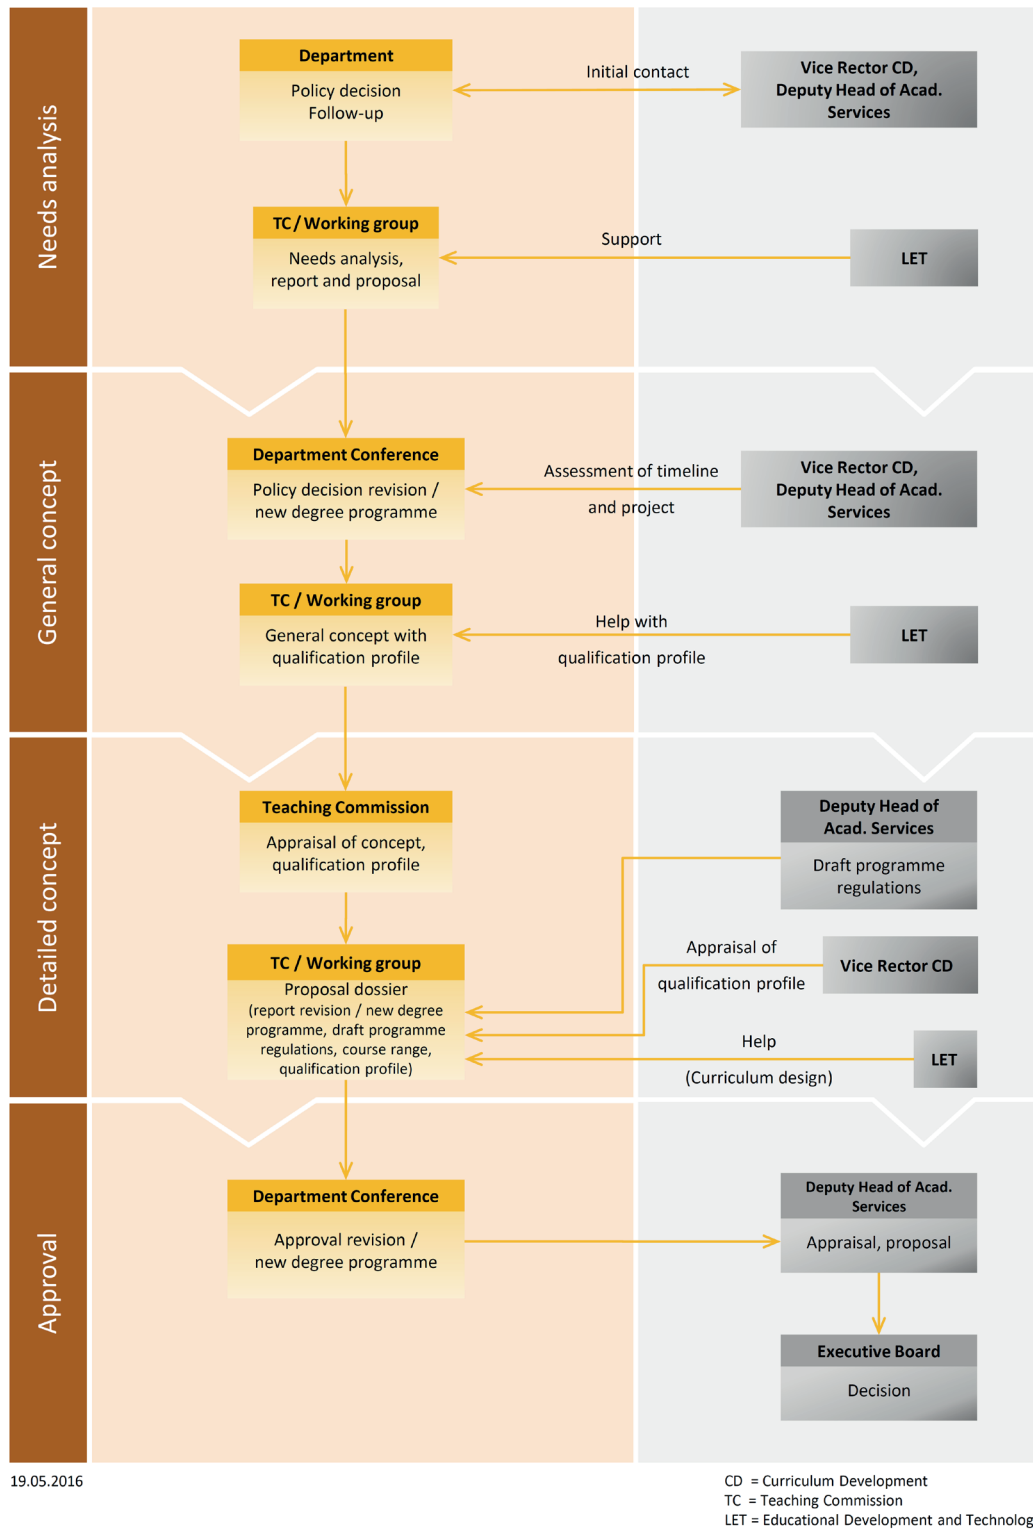 Needs analysis
Department
Policy decision
Follow-up
Initial contact
Vice Rector CD,
Deputy Head of Acad.
Services
TC / Working group
Needs analysis,
report and proposal
Support
LET
General concept
Department Conference
Policy decision revision /
new degree programme
Assessment of timeline
and project
Vice Rector CD,
Deputy Head of Acad.
Services
TC / Working group
General concept with
qualification profile
Help with
qualification profile
LET
Detailed concept
Teaching Commission
Appraisal of concept,
qualification profile
Deputy Head of
Acad. Services
Draft programme
regulations
TC / Working group
Proposal dossier
(report revision / new degree
programme, draft programme
regulations, course range,
qualification profile)
Appraisal of
qualification profile
Vice Rector CD
Help
(Curriculum design)
LET
Approval
Department Conference
Approval revision /
new degree programme
Deputy Head of Acad.
Services
Appraisal, proposal
Executive Board
Decision
19.05.2016
CD = Curriculum Development
TC = Teaching Commission
LET = Educational Development and Technolog